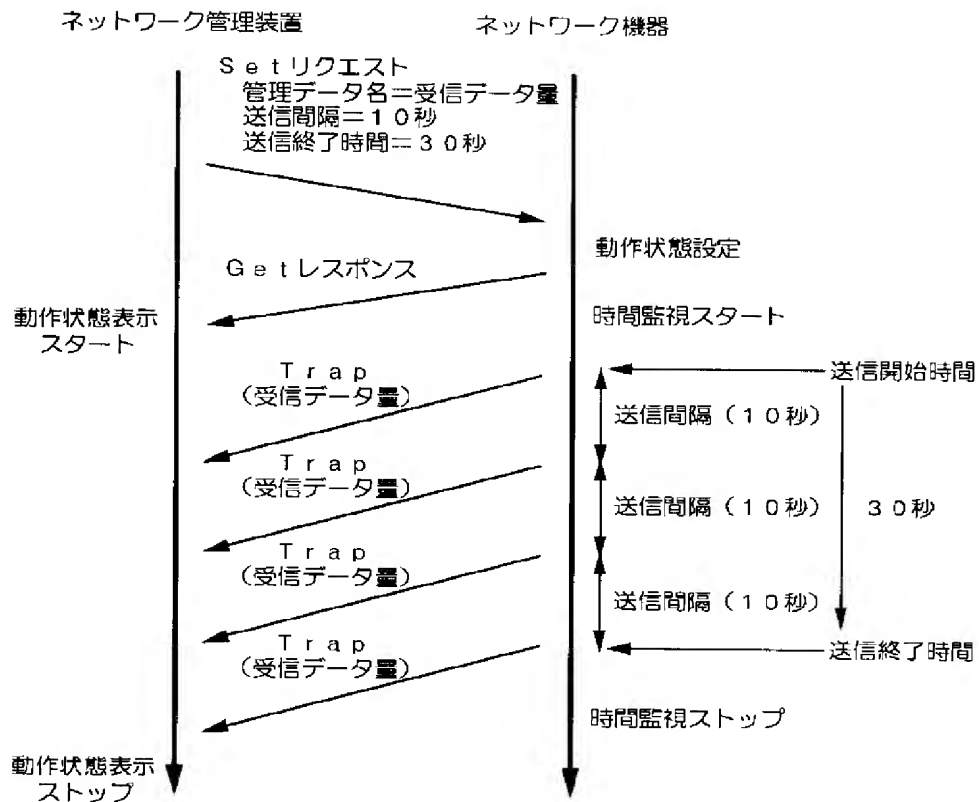 ネットワーク管理装置
ネットワーク機器
Ｓｅｔリクエスト
管理データ名＝受信データ量
送信間隔＝１０秒
送信終了時間＝３０秒
動作状態設定
Ｇｅｔレスポンス
動作状態表示
スタート
時間監視スタート
Ｔｒａｐ
（受信データ量）
送信開始時間
送信間隔（１０秒）
Ｔｒａｐ
（受信データ量）
送信間隔（１０秒）
３０秒
Ｔｒａｐ
（受信データ量）
送信間隔（１０秒）
Ｔｒａｐ
（受信データ量）
送信終了時間
時間監視ストップ
動作状態表示
ストップ